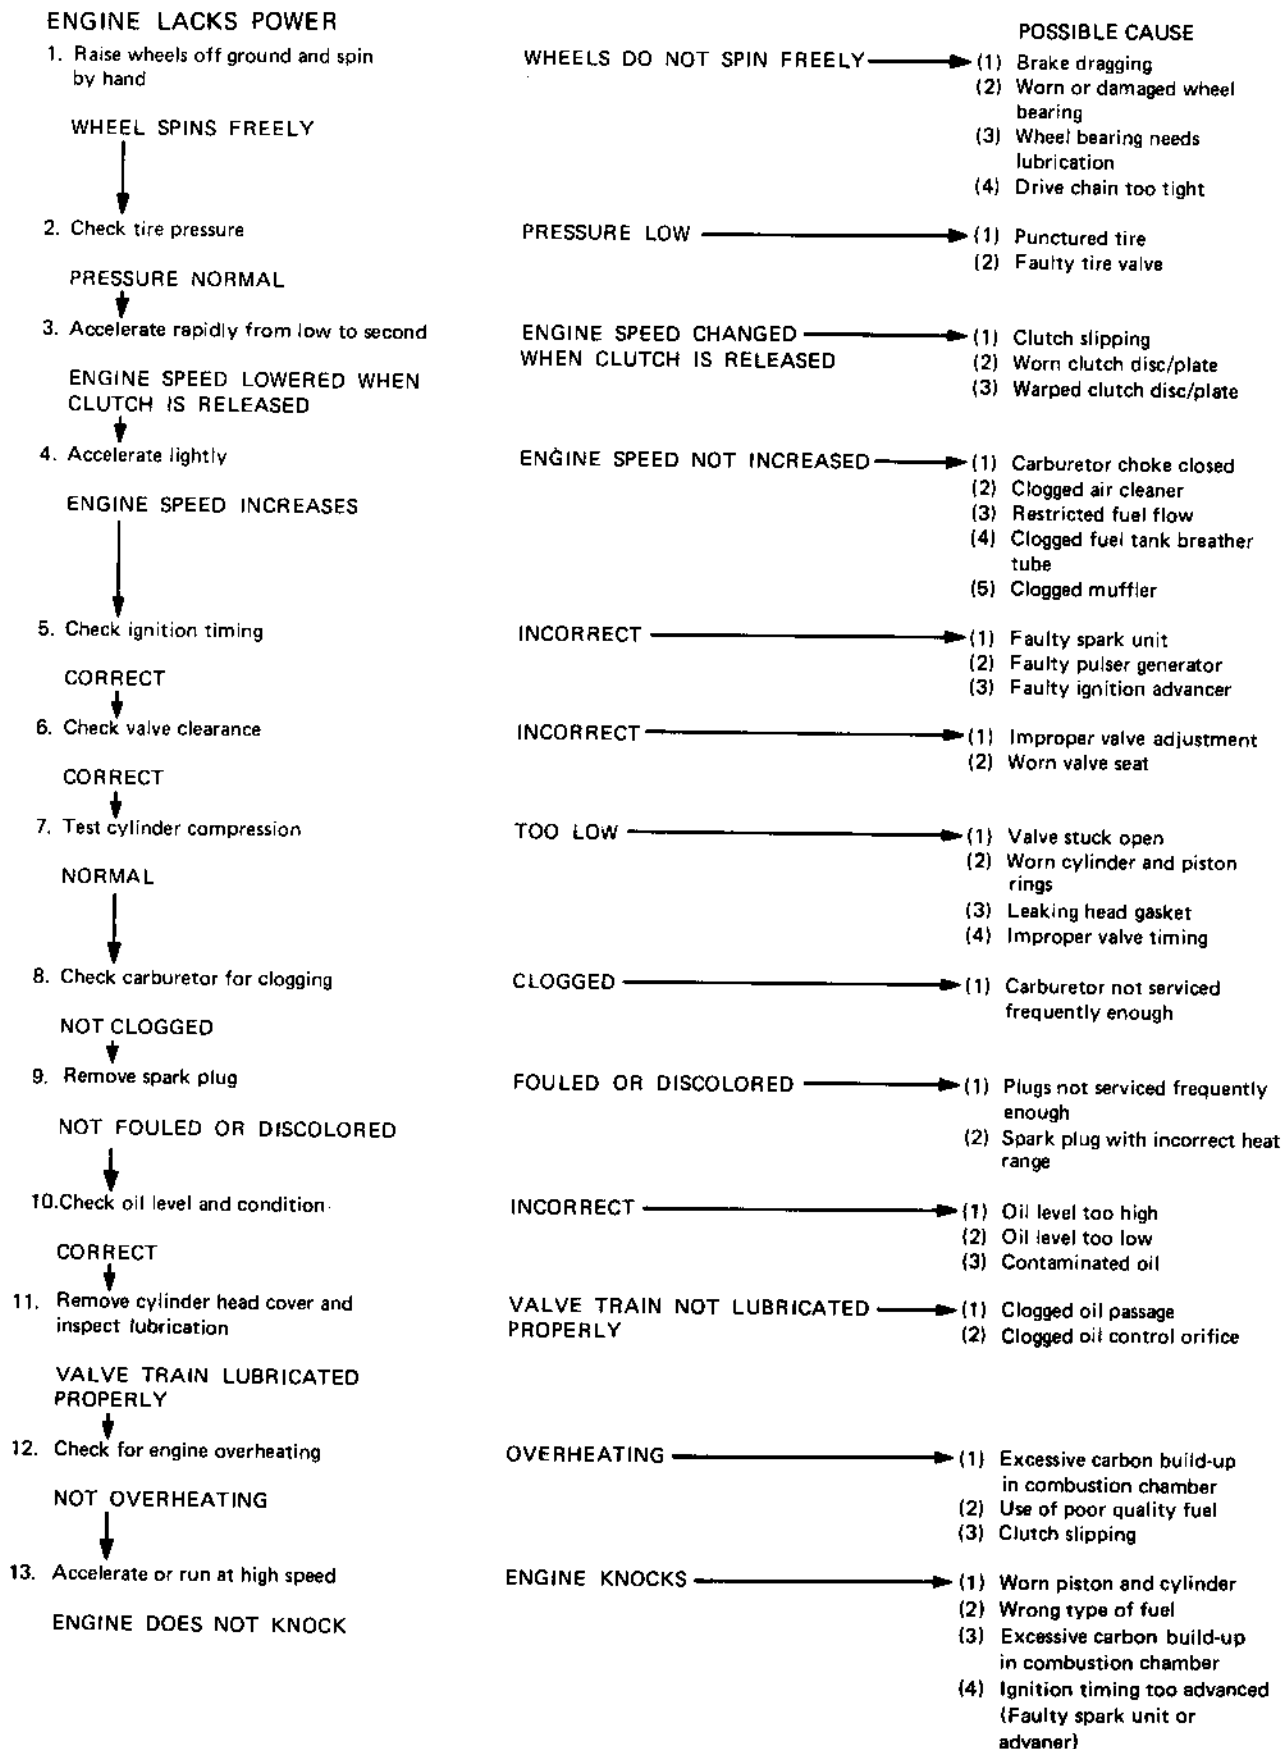 ENGINE LACKS POWER
POSSIBLE CAUSE
1. Raise wheels off ground and spin
by hand
WHEELS DO NOT SPIN FREELY
(1) Brake dragging
(2) Worn or damaged wheel
bearing
(3) Wheel bearing needs
lubrication
(4) Drive chain too tight
WHEEL SPINS FREELY
2. Check tire pressure
PRESSURE LOW
(1) Punctured tire
(2) Faulty tire valve
PRESSURE NORMAL
3. Accelerate rapidly from low to second
ENGINE SPEED CHANGED
WHEN CLUTCH IS RELEASED
(1) Clutch slipping
(2) Worn clutch disc/plate
(3) Warped clutch disc/plate
ENGINE SPEED LOWERED WHEN
CLUTCH IS RELEASED
4. Accelerate lightly
ENGINE SPEED NOT INCREASED
(1) Carburetor choke closed
(2) Clogged air cleaner
(3) Restricted fuel flow
(4) Clogged fuel tank breather
tube
(5) Clogged muffler
ENGINE SPEED INCREASES
5. Check ignition timing
INCORRECT
(1) Faulty spark unit
(2) Faulty pulser generator
(3) Faulty ignition advancer
CORRECT
6. Check valve clearance
INCORRECT
(1) Improper valve adjustment
(2) Worn valve seat
CORRECT
7. Test cylinder compression
TOO LOW
(1) Valve stuck open
(2) Worn cylinder and piston
rings
(3) Leaking head gasket
(4) Improper valve timing
NORMAL
8. Check carburetor for clogging
CLOGGED
(1) Carburetor not serviced
frequently enough
NOT CLOGGED
9. Remove spark plug
FOULED OR DISCOLORED
(1) Plugs not serviced frequently
enough
(2) Spark plug with incorrect heat
range
NOT FOULED OR DISCOLORED
10.Check oil level and condition
INCORRECT
(1) Oil level too high
(2) Oil level too low
(3) Contaminated oil
CORRECT
11. Remove cylinder head cover and
inspect lubrication
VALVE TRAIN NOT LUBRICATED
PROPERLY
(1) Clogged oil passage
(2) Clogged oil control orifice
VALVE TRAIN LUBRICATED
PROPERLY
12. Check for engine overheating
OVERHEATING
(1) Excessive carbon build-up
in combustion chamber
(2) Use of poor quality fuel
(3) Clutch slipping
NOT OVERHEATING
13. Accelerate or run at high speed
ENGINE KNOCKS
(1) Worn piston and cylinder
(2) Wrong type of fuel
(3) Excessive carbon build-up
in combustion chamber
(4) Ignition timing too advanced
(Faulty spark unit or
advaner)
ENGINE DOES NOT KNOCK